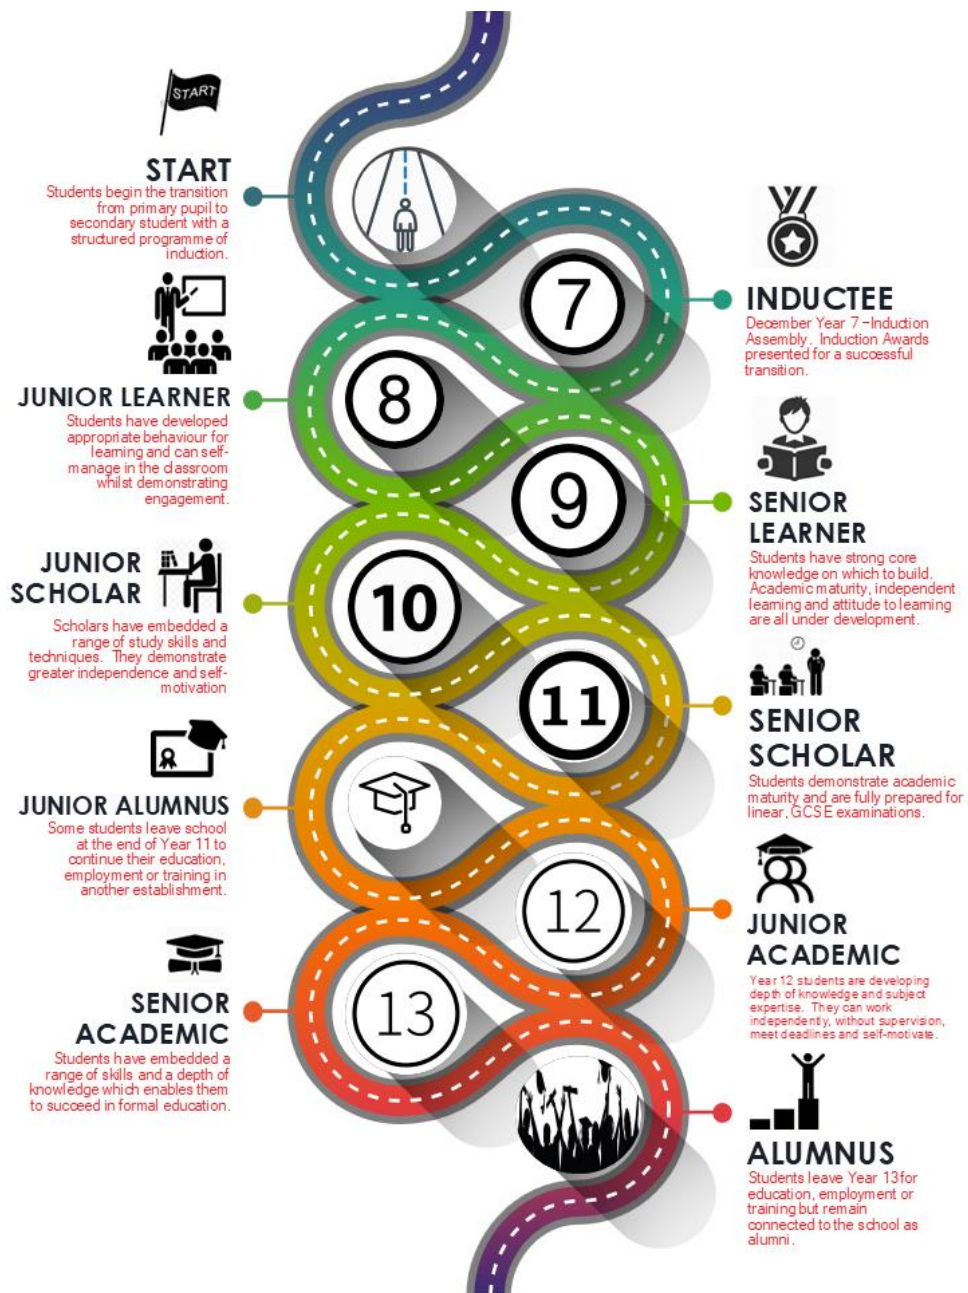 START
START
Students begin the transition
from primary pupil to
secondary student with a
structured programme of
induction.
7
INDUCTEE
December Year 7 –Induction
Assembly. Induction Awards
presented for a successful
transition.
8
JUNIOR LEARNER
Students have developed
appropriate behaviour for
learning and can self-
manage in the classroom
whilst demonstrating
engagement.
9
SENIOR
LEARNER
Students have strong core
knowledge on which to build.
Academic maturity, independent
learning and attitude to learning
are all under development.
10
JUNIOR
SCHOLAR
Scholars have embedded a
range of study skills and
techniques. They demonstrate
greater independence and self-
motivation
11
SENIOR
SCHOLAR
Students demonstrate academic
maturity and are fully prepared for
linear, GCSE examinations.
JUNIOR ALUMNUS
Some students leave school
at the end of Year 11 to
continue their education,
employment or training in
another establishment.
12
JUNIOR
ACADEMIC
Year 12 students are developing
depth of knowledge and subject
expertise. They can work
independently, without supervision,
meet deadlines and self-motivate.
13
SENIOR
ACADEMIC
Students have embedded a
range of skills and a depth of
knowledge which enables them
to succeed in formal education.
ALUMNUS
Students leave Year 13 for
education, employment or
training but remain
connected to the school as
alumni.